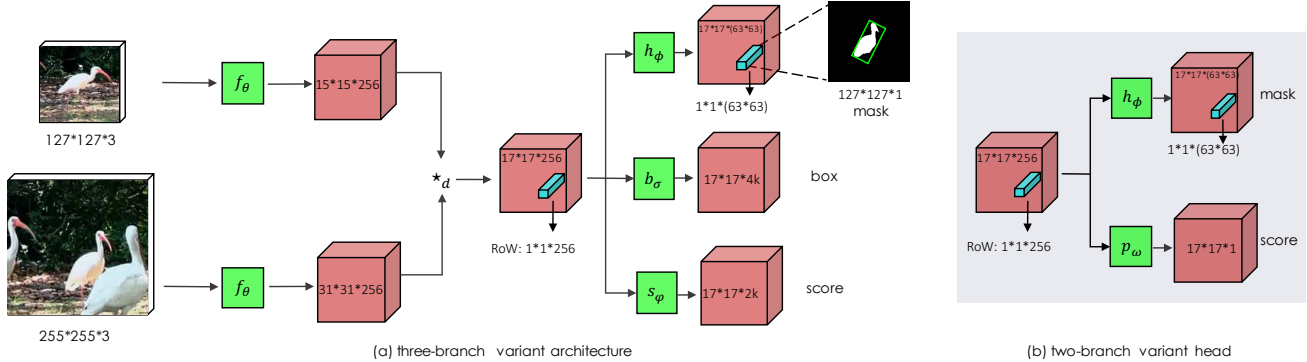 127*127*3
f_θ
15*15*256
255*255*3
f_θ
31*31*256
⋆_d
17*17*256
RoW: 1*1*256
h_ϕ
17*17*(63*63)
1*1*(63*63)
127*127*1
mask
b_σ
17*17*4k
box
s_φ
17*17*2k
score
(a) three-branch variant architecture
17*17*256
RoW: 1*1*256
h_ϕ
17*17*(63*63)
mask
1*1*(63*63)
p_ω
17*17*1
score
(b) two-branch variant head